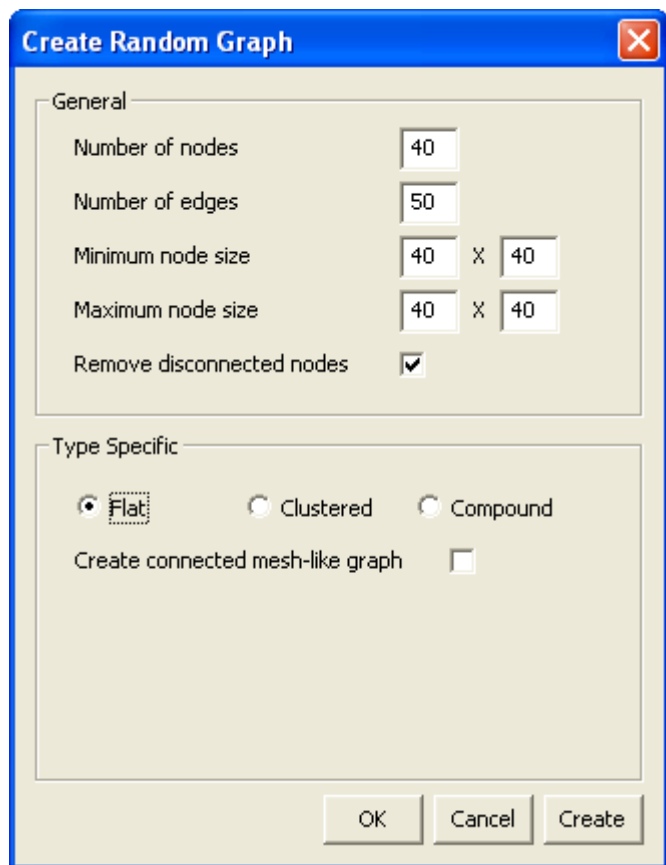 Create Random Graph
General
Number of nodes 40
Number of edges 50
Minimum node size 40 X 40
Maximum node size 40 X 40
Remove disconnected nodes
Type Specific
Flat Clustered Compound
Create connected mesh-like graph
OK Cancel Create